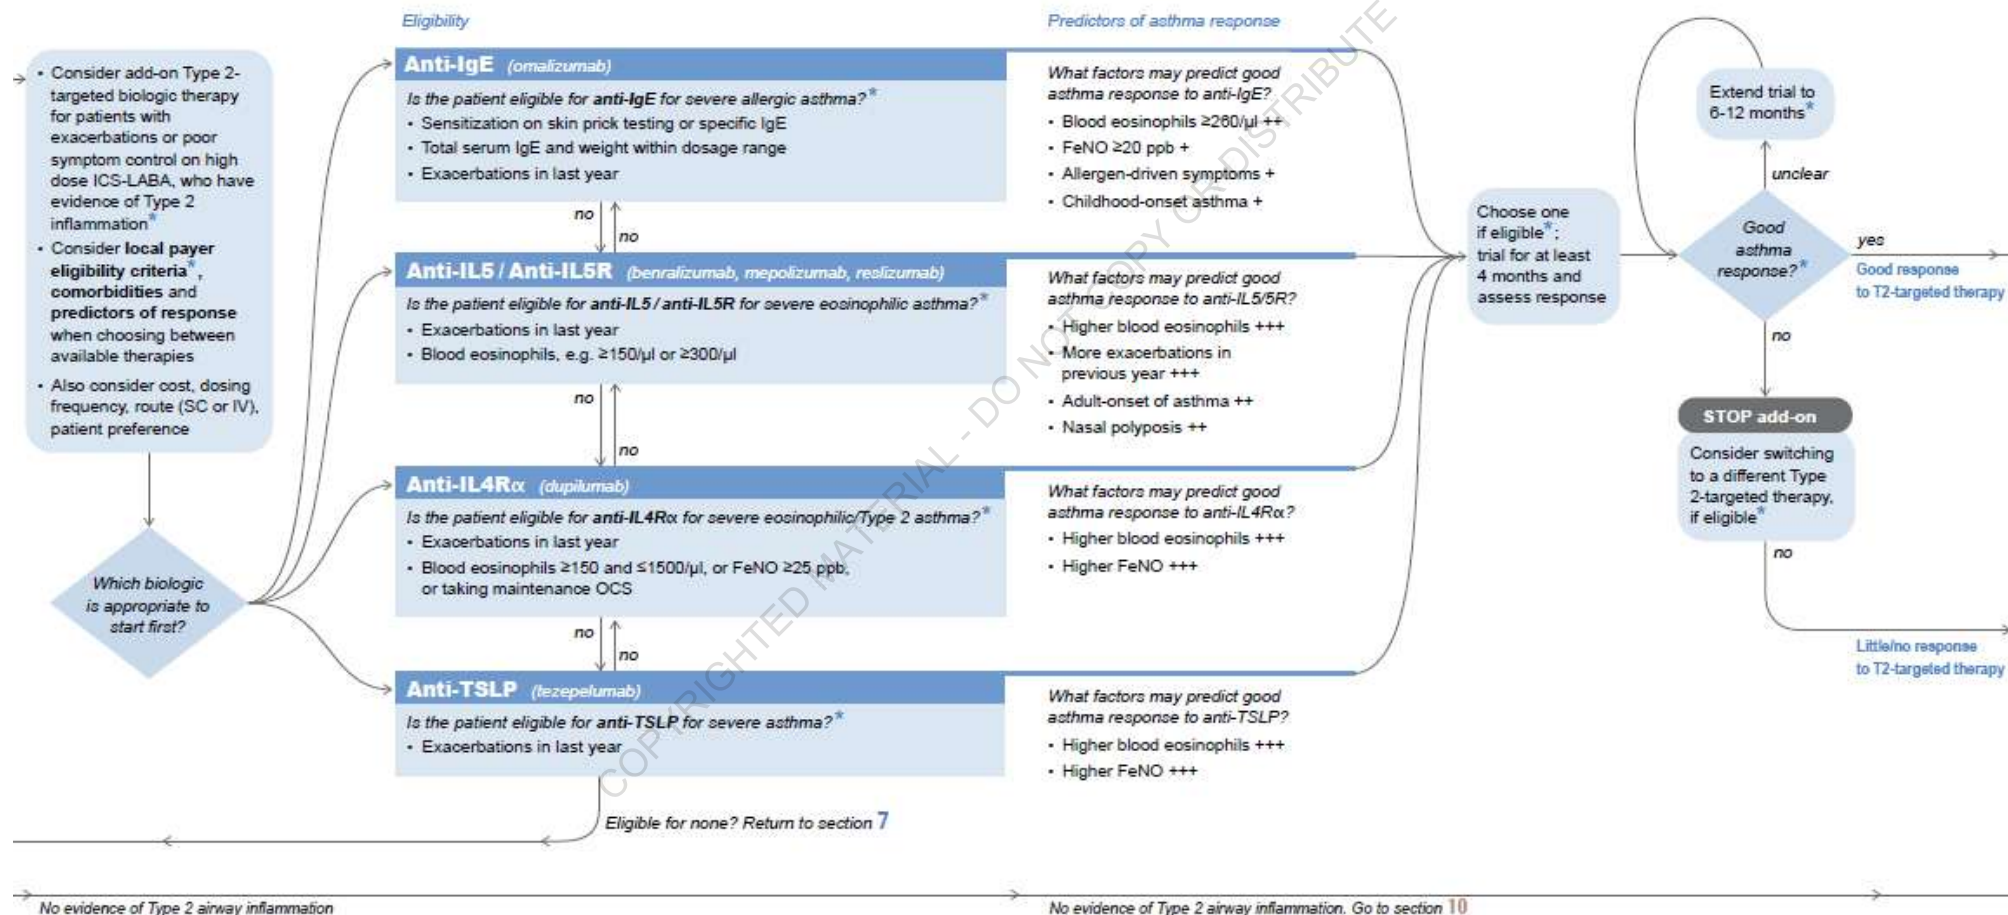 Eligibility
Predictors of asthma response
• Consider add-on Type 2-
targeted biologic therapy
for patients with
exacerbations or poor
symptom control on high
dose ICS-LABA, who have
evidence of Type 2
inflammation*
• Consider local payer
eligibility criteria*,
comorbidities and
predictors of response
when choosing between
available therapies
• Also consider cost, dosing
frequency, route (SC or IV),
patient preference
Which biologic
is appropriate to
start first?
Anti-IgE (omalizumab)
Is the patient eligible for anti-IgE for severe allergic asthma?*
• Sensitization on skin prick testing or specific IgE
• Total serum IgE and weight within dosage range
• Exacerbations in last year
What factors may predict good
asthma response to anti-IgE?
• Blood eosinophils ≥260/µl ++
• FeNO ≥20 ppb +
• Allergen-driven symptoms +
• Childhood-onset asthma +
no
no
Anti-IL5 / Anti-IL5R (benralizumab, mepolizumab, reslizumab)
Is the patient eligible for anti-IL5 / anti-IL5R for severe eosinophilic asthma?*
• Exacerbations in last year
• Blood eosinophils, e.g. ≥150/µl or ≥300/µl
What factors may predict good
asthma response to anti-IL5/5R?
• Higher blood eosinophils +++
• More exacerbations in
previous year +++
• Adult-onset of asthma ++
• Nasal polyposis ++
no
no
Anti-IL4Rα (dupilumab)
Is the patient eligible for anti-IL4Rα for severe eosinophilic/Type 2 asthma?*
• Exacerbations in last year
• Blood eosinophils ≥150 and ≤1500/µl, or FeNO ≥25 ppb,
or taking maintenance OCS
What factors may predict good
asthma response to anti-IL4Rα?
• Higher blood eosinophils +++
• Higher FeNO +++
no
no
Anti-TSLP (tezepelumab)
Is the patient eligible for anti-TSLP for severe asthma?*
• Exacerbations in last year
What factors may predict good
asthma response to anti-TSLP?
• Higher blood eosinophils +++
• Higher FeNO +++
Eligible for none? Return to section 7
Choose one
if eligible*;
trial for at least
4 months and
assess response
Extend trial to
6-12 months*
unclear
Good
asthma
response?*
yes
Good response
to T2-targeted therapy
no
STOP add-on
Consider switching
to a different Type
2-targeted therapy,
if eligible*
no
Little/no response
to T2-targeted therapy
No evidence of Type 2 airway inflammation
No evidence of Type 2 airway inflammation. Go to section 10
COPYRIGHTED MATERIAL - DO NOT COPY OR DISTRIBUTE